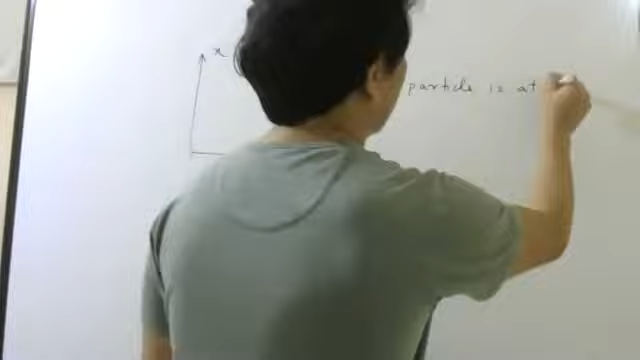 x
particle is at